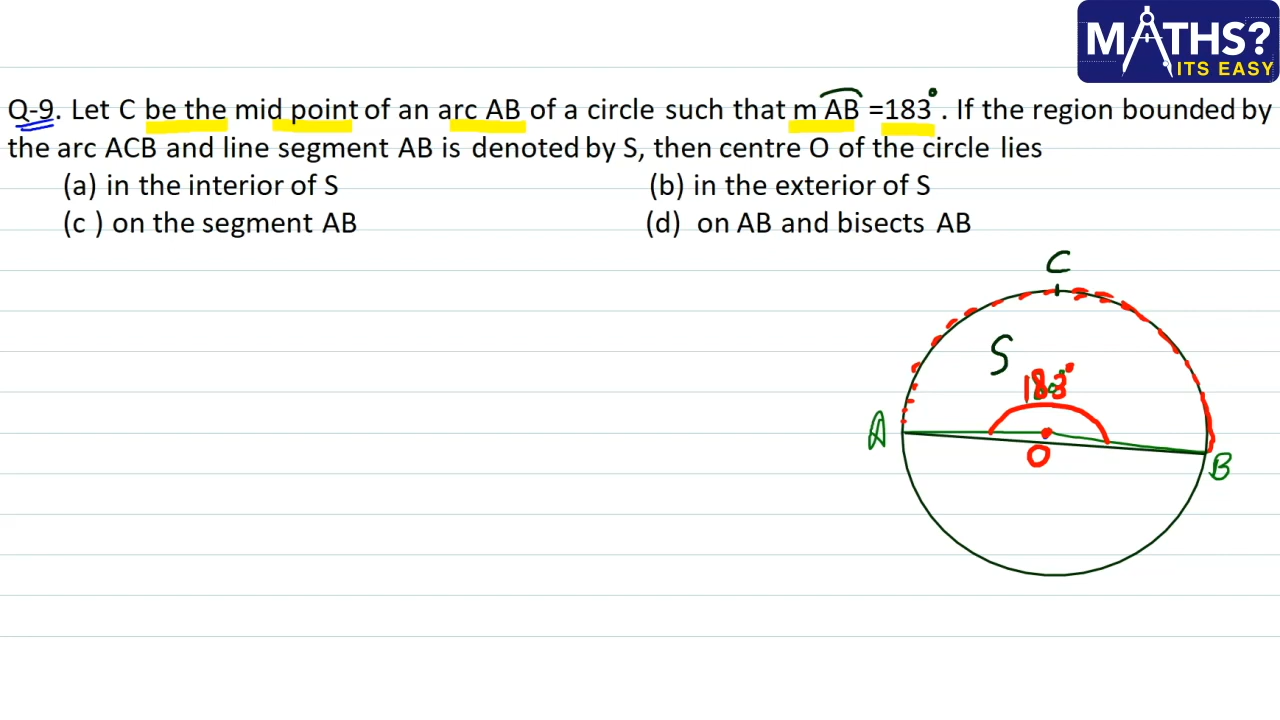 MATHS?
ITS EASY
Q-9. Let C be the mid point of an arc AB of a circle such that m AB =183°. If the region bounded by
the arc ACB and line segment AB is denoted by S, then centre O of the circle lies
(a) in the interior of S (b) in the exterior of S
(c ) on the segment AB (d) on AB and bisects AB
C
S
183°
A
O
B